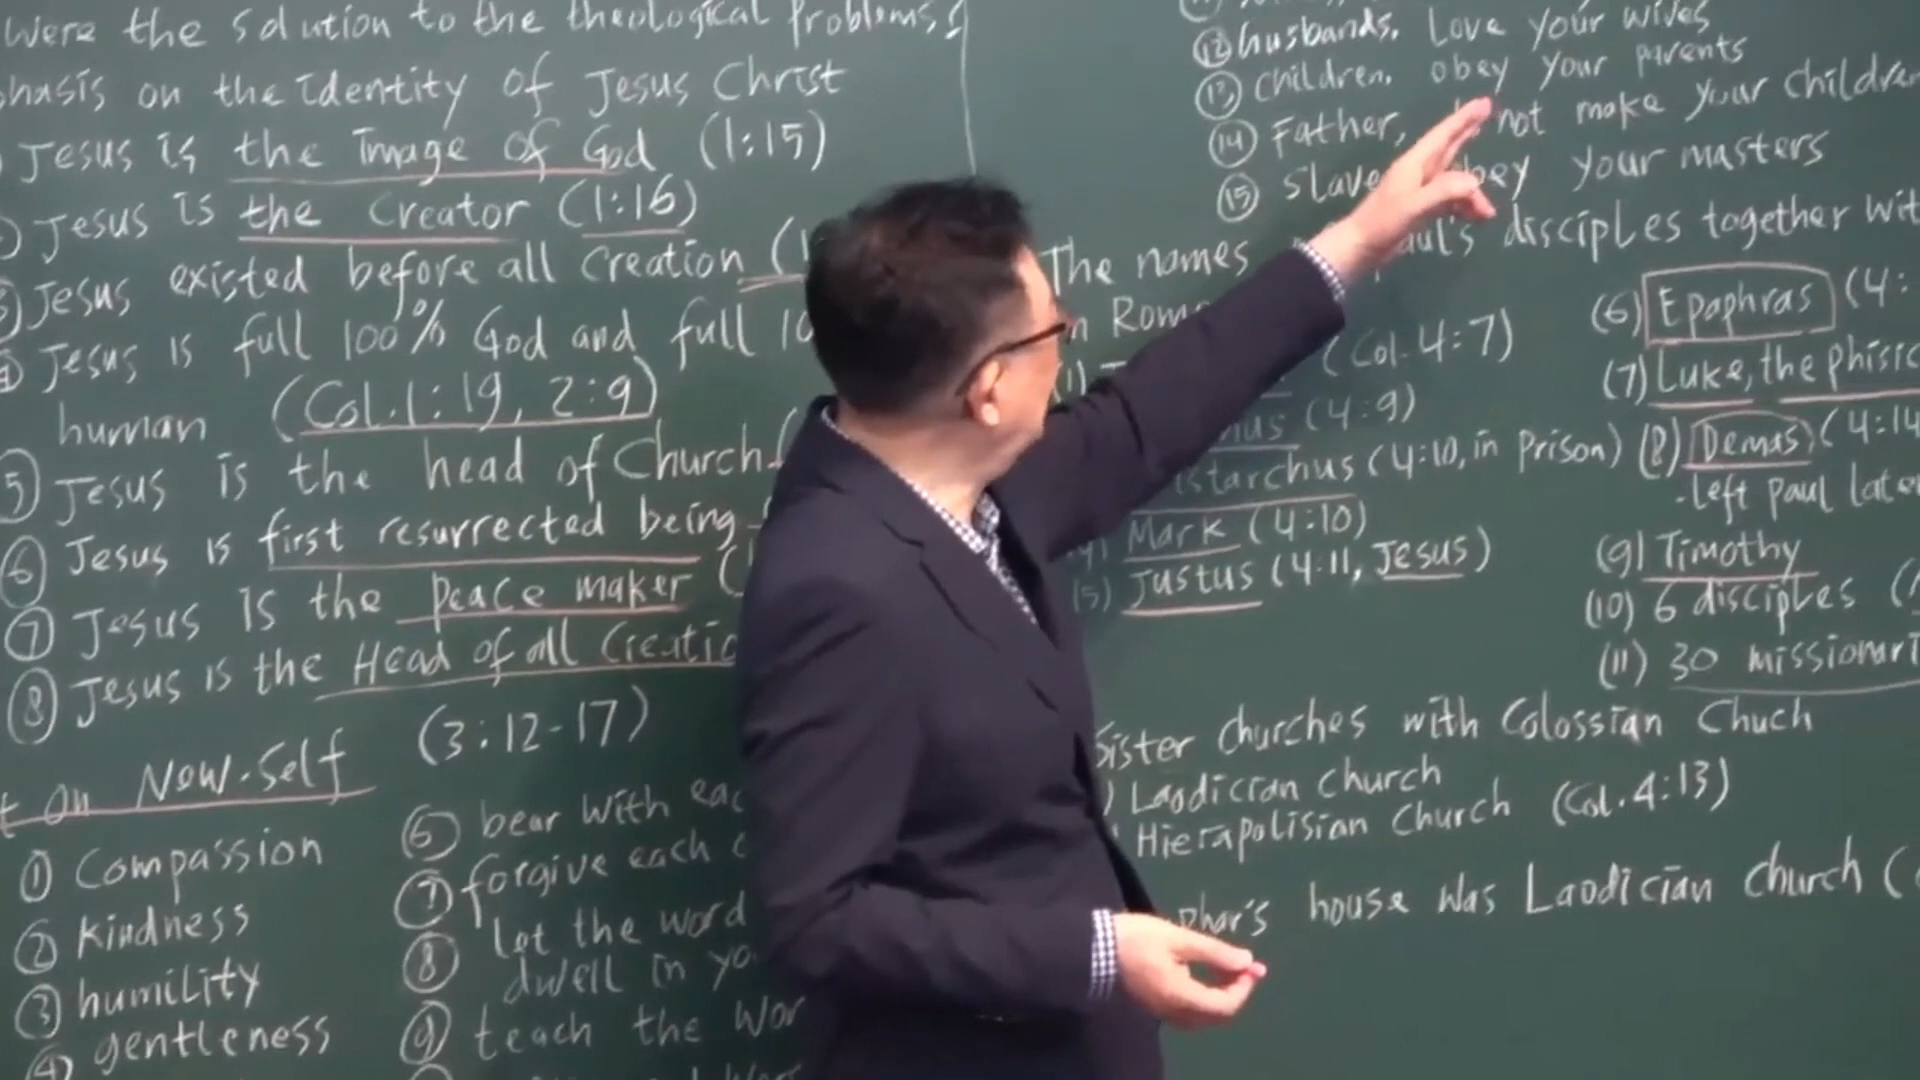 Were the solution to the theological problems?
on the Identity of Jesus Christ
Jesus is the Image of God (1:15)
Jesus is the Creator (1:16)
Jesus existed before all creation (1
Jesus is full 100% God and full 10
human (Col.1:19, 2:9)
⑤ Jesus is the head of Church
⑥ Jesus is first resurrected being
⑦ Jesus is the peace maker (
⑧ Jesus is the Head of all Creatio
On New-Self (3:12-17)
① Compassion
② kindness
③ humility
④ gentleness
⑥ bear with eac
⑦ forgive each
⑧ let the word
dwell in yo
⑨ teach the wor
⑫ husbands, Love your wives
⑬ children, obey your parents
⑭ Father, not make your children
⑮ Slave obey your masters
The names Paul's disciples together wit
in Rom
(Col. 4:7)
(4:9)
istarchus (4:10, in prison)
Mark (4:10)
(5) Justus (4:11, Jesus)
(6) Epaphras (4:
(7) Luke, the phisic
(8) Demas (4:14
-left Paul late
(9) Timothy
(10) 6 disciples (
(11) 30 missionari
Sister churches with Colossian Chuch
Laodician Church
Hierapolisian Church (Col. 4:13)
phar's house was Laodician church (